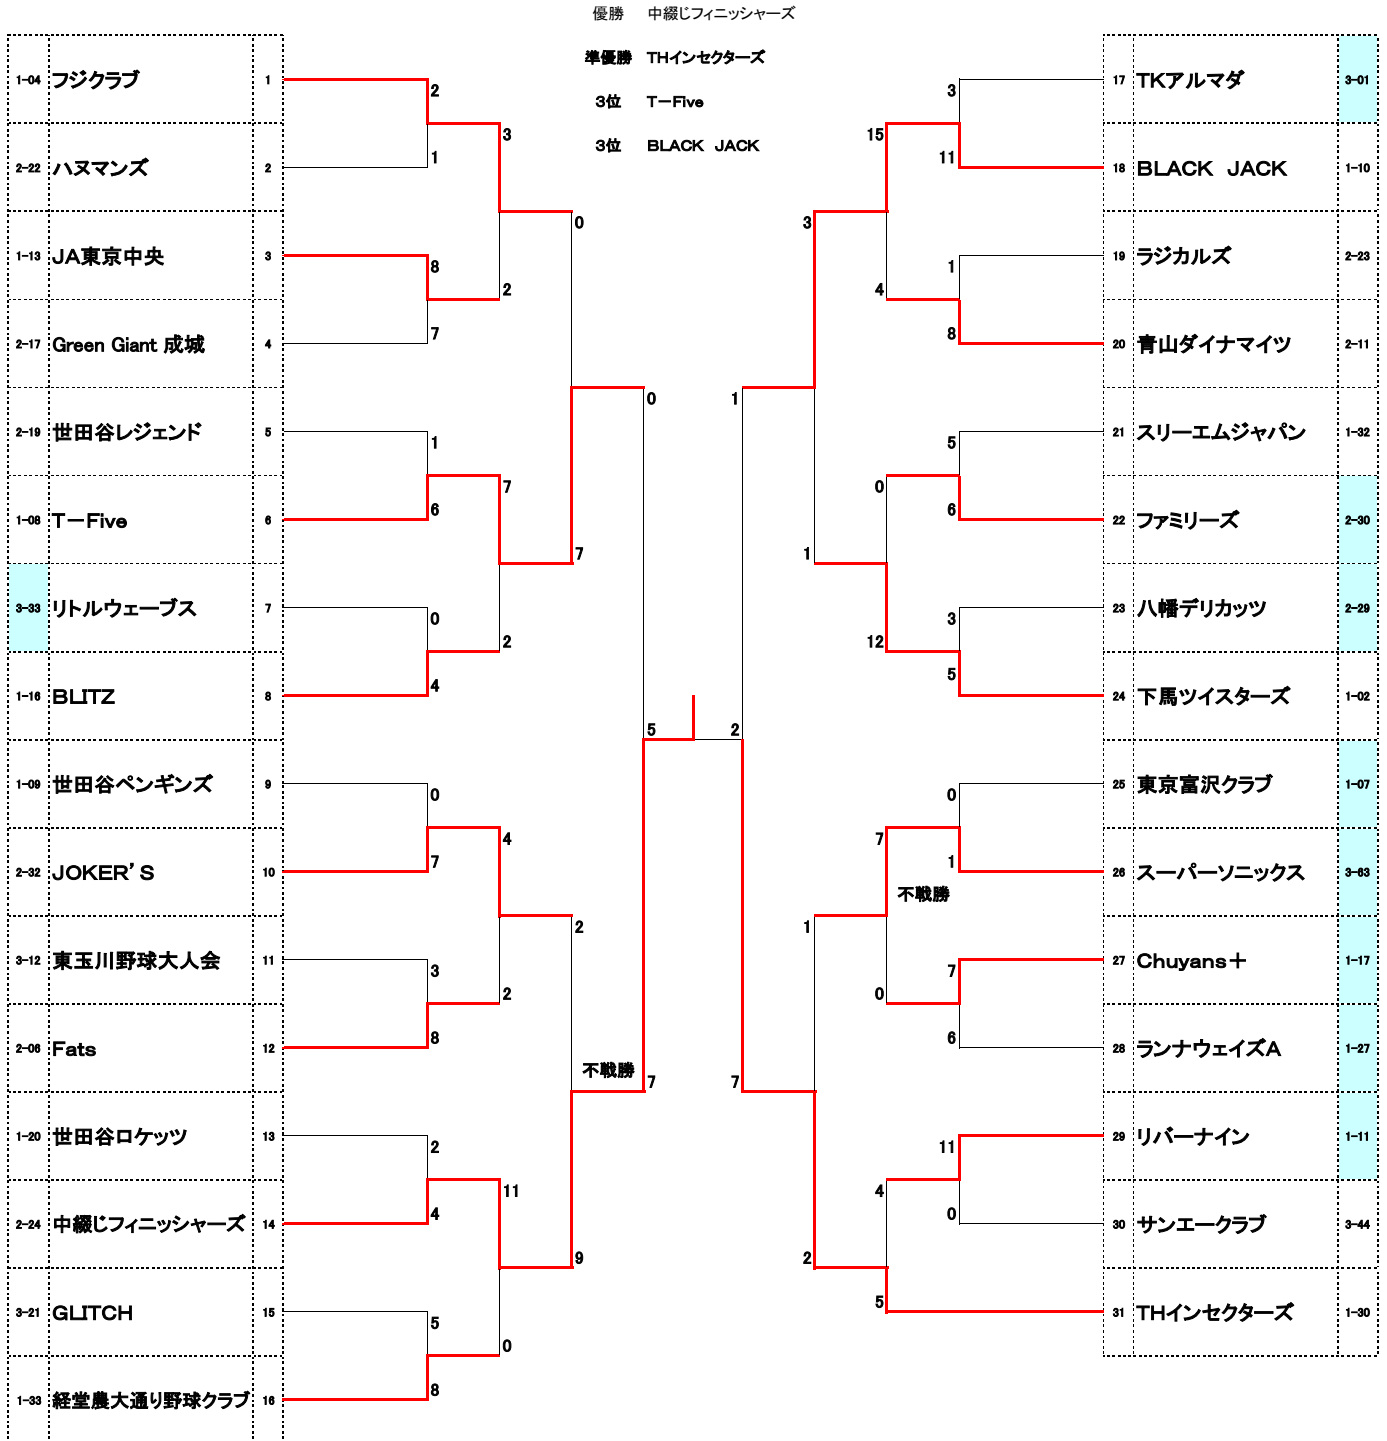 優勝 中綴じフィニッシャーズ
準優勝 THインセクターズ
3位 T－Five
3位 BLACK JACK
1-04 フジクラブ 1
2-22 ハヌマンズ 2
1-13 JA東京中央 3
2-17 Green Giant 成城 4
2-19 世田谷レジェンド 5
1-08 T－Five 6
3-33 リトルウェーブス 7
1-16 BLITZ 8
1-09 世田谷ペンギンズ 9
2-32 JOKER'S 10
3-12 東玉川野球大人会 11
2-06 Fats 12
1-20 世田谷ロケッツ 13
2-24 中綴じフィニッシャーズ 14
3-21 GLITCH 15
1-33 経堂農大通り野球クラブ 16
2
1
8
7
1
6
0
4
0
7
3
8
2
4
5
8
3
2
7
2
4
2
11
0
0
7
2
不戦勝
9
0
7
5
2
1
7
3
1
1
2
15
4
0
12
7
不戦勝
0
4
5
3
11
1
8
5
6
3
5
0
1
7
6
11
0
17 TKアルマダ 3-01
18 BLACK JACK 1-10
19 ラジカルズ 2-23
20 青山ダイナマイツ 2-11
21 スリーエムジャパン 1-32
22 ファミリーズ 2-30
23 八幡デリカッツ 2-29
24 下馬ツイスターズ 1-02
25 東京富沢クラブ 1-07
26 スーパーソニックス 3-63
27 Chuyans＋ 1-17
28 ランナウェイズA 1-27
29 リバーナイン 1-11
30 サンエークラブ 3-44
31 THインセクターズ 1-30